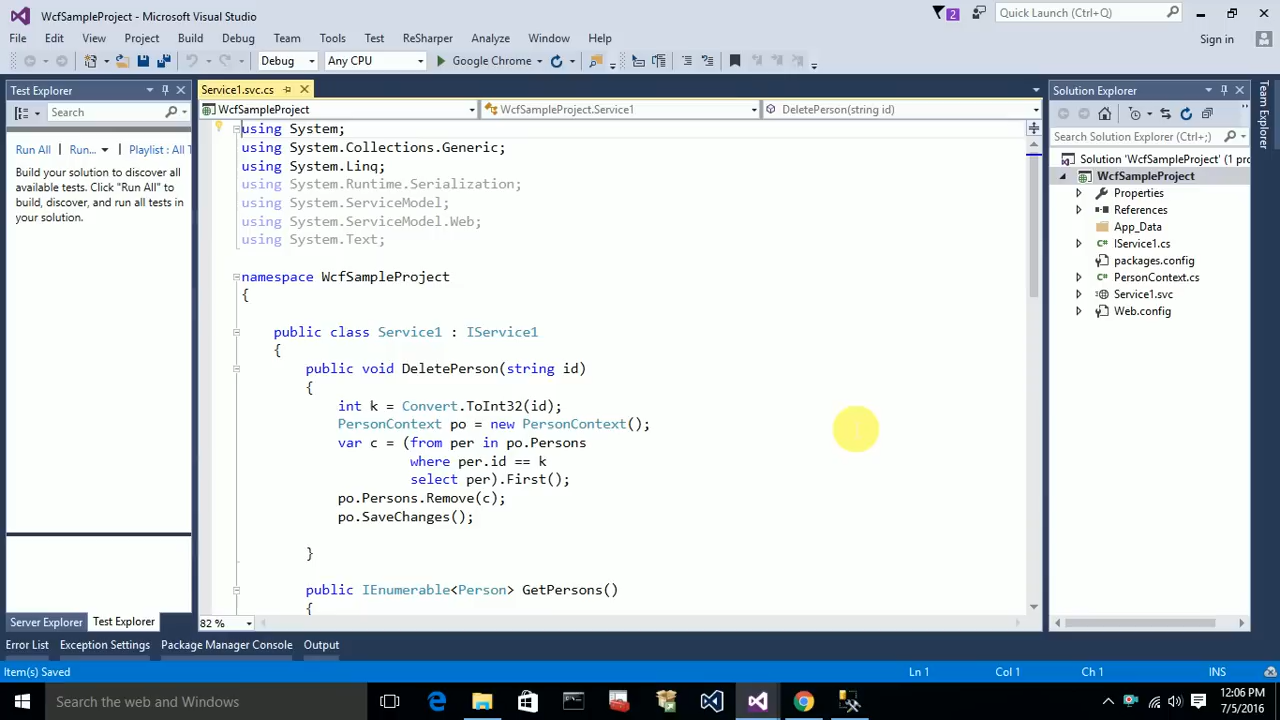 WcfSampleProject - Microsoft Visual Studio
2
Quick Launch (Ctrl+Q)
File Edit View Project Build Debug Team Tools Test ReSharper Analyze Window Help
Sign in
Debug Any CPU Google Chrome
Test Explorer
Search
Run All Run... Playlist : All T
Build your solution to discover all
available tests. Click "Run All" to
build, discover, and run all tests in
your solution.
Server Explorer Test Explorer
Service1.svc.cs
WcfSampleProject WcfSampleProject.Service1 DeletePerson(string id)
using System;
using System.Collections.Generic;
using System.Linq;
using System.Runtime.Serialization;
using System.ServiceModel;
using System.ServiceModel.Web;
using System.Text;
namespace WcfSampleProject
{
public class Service1 : IService1
{
public void DeletePerson(string id)
{
int k = Convert.ToInt32(id);
PersonContext po = new PersonContext();
var c = (from per in po.Persons
where per.id == k
select per).First();
po.Persons.Remove(c);
po.SaveChanges();
}
public IEnumerable<Person> GetPersons()
{
82 %
Solution Explorer
Search Solution Explorer (Ctrl+;)
Solution 'WcfSampleProject' (1 pro
WcfSampleProject
Properties
References
App_Data
IService1.cs
packages.config
PersonContext.cs
Service1.svc
Web.config
Team Explorer
Error List Exception Settings Package Manager Console Output
Item(s) Saved Ln 1 Col 1 Ch 1 INS
Search the web and Windows
12:06 PM
7/5/2016